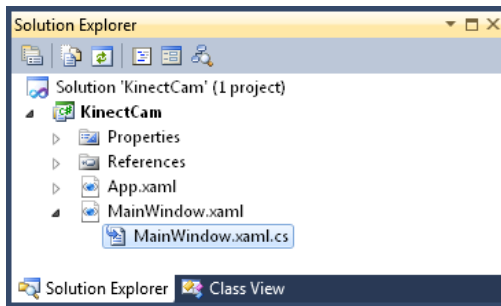 Solution Explorer
Solution 'KinectCam' (1 project)
KinectCam
Properties
References
App.xaml
MainWindow.xaml
MainWindow.xaml.cs
Solution Explorer Class View